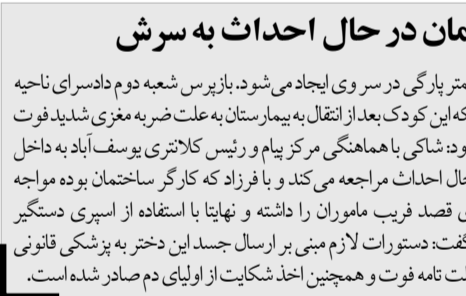 مان در حال احداث به سرش
متر پارگی در سر وی ایجاد می‌شود. بازپرس شعبه دوم دادسرای ناحیه
که این کودک بعد از انتقال به بیمارستان به علت ضربه مغزی شدید فوت
ود: شاکی با هماهنگی مرکز پیام و رئیس کلانتری یوسف‌آباد به داخل
حال احداث مراجعه می‌کند و با فرزاد که کارگر ساختمان بوده مواجه
ی قصد فریب ماموران را داشته و نهایتا با استفاده از اسپری دستگیر
گفت: دستورات لازم مبنی بر ارسال جسد این دختر به پزشکی قانونی
لت تامه فوت و همچنین اخذ شکایت از اولیای دم صادر شده است.